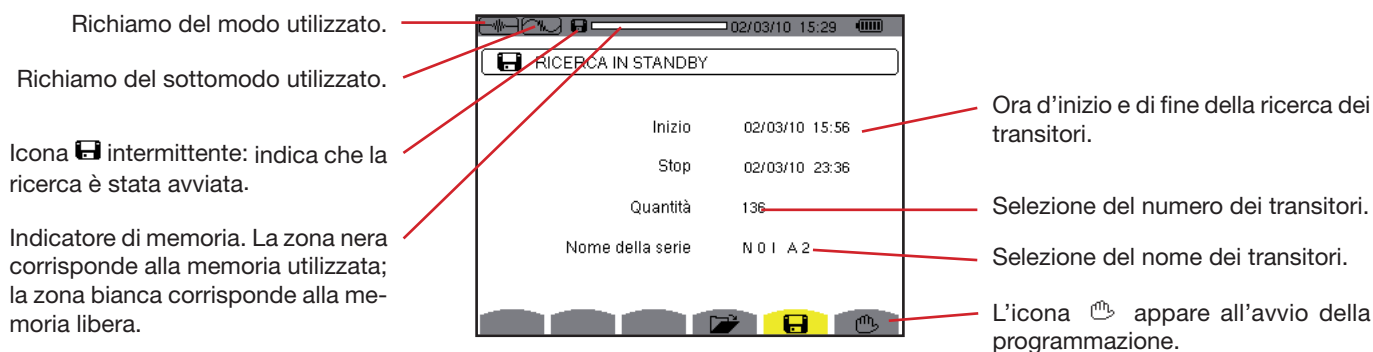 Richiamo del modo utilizzato.
Richiamo del sottomodo utilizzato.
Icona intermittente: indica che la
ricerca è stata avviata.
Indicatore di memoria. La zona nera
corrisponde alla memoria utilizzata;
la zona bianca corrisponde alla me-
moria libera.
02/03/10 15:29
RICERCA IN STANDBY
Inizio 02/03/10 15:56
Stop 02/03/10 23:36
Quantità 136
Nome della serie N 0 I A 2
Ora d'inizio e di fine della ricerca dei
transitori.
Selezione del numero dei transitori.
Selezione del nome dei transitori.
L'icona appare all'avvio della
programmazione.